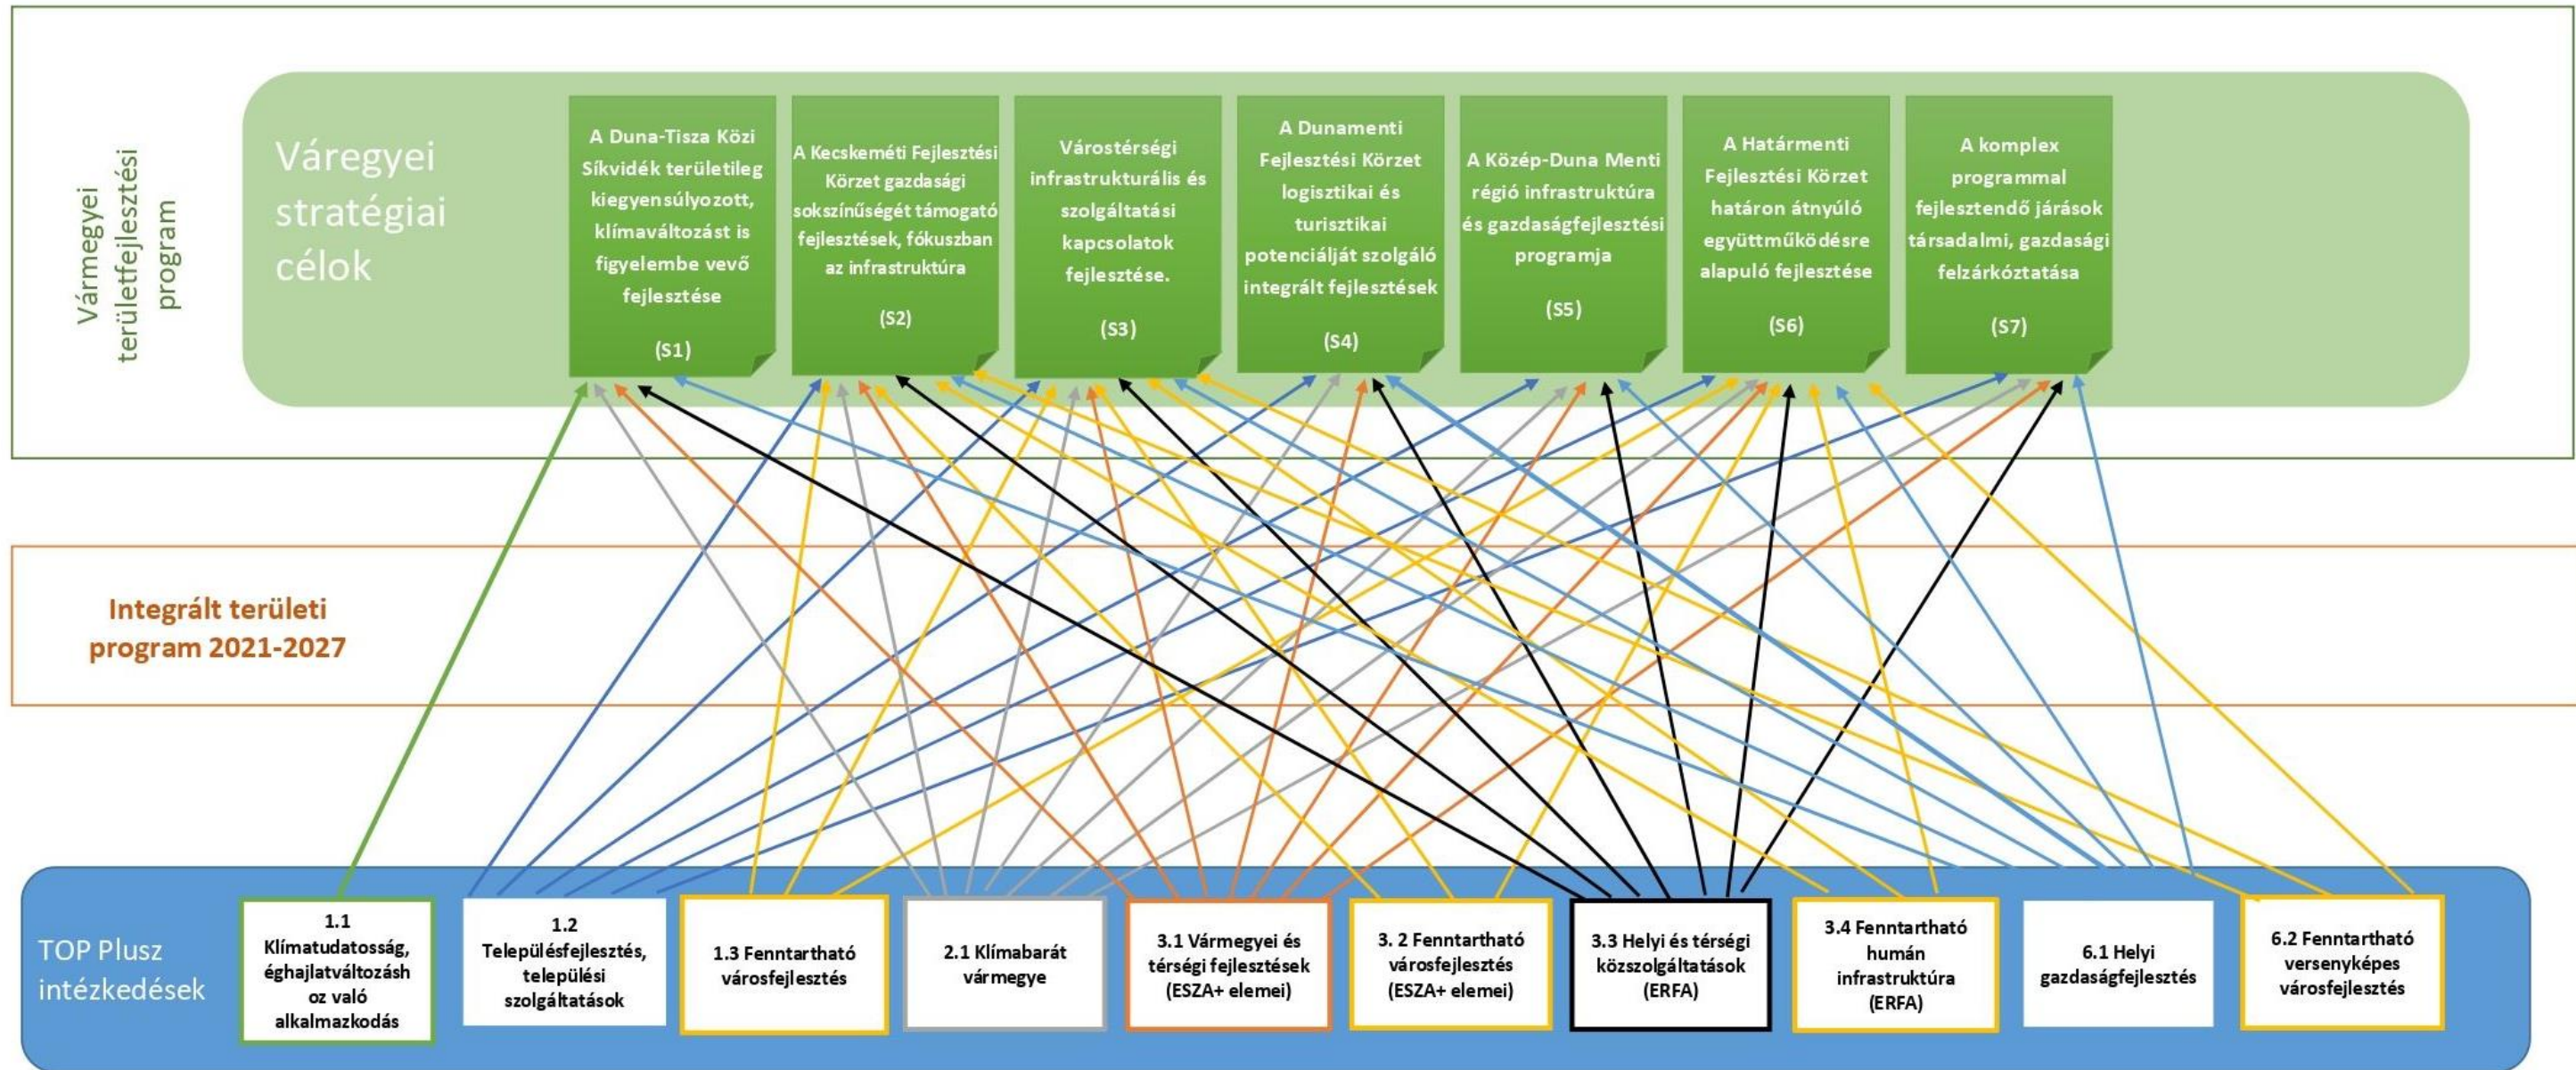 Vármegyei
területfejlesztési
program
Váregyei
stratégiai
célok
A Duna-Tisza Közi
Síkvidék területileg
kiegyensúlyozott,
klímaváltozást is
figyelembe vevő
fejlesztése
(S1)
A Kecskeméti Fejlesztési
Körzet gazdasági
sokszínűségét támogató
fejlesztések, fókuszban
az infrastruktúra
(S2)
Várostérségi
infrastrukturális és
szolgáltatási
kapcsolatok
fejlesztése.
(S3)
A Dunamenti
Fejlesztési Körzet
logisztikai és
turisztikai
potenciálját szolgáló
integrált fejlesztések
(S4)
A Közép-Duna Menti
régió infrastruktúra
és gazdaságfejlesztési
programja
(S5)
A Határmenti
Fejlesztési Körzet
határon átnyúló
együttműködésre
alapuló fejlesztése
(S6)
A komplex
programmal
fejlesztendő járások
társadalmi, gazdasági
felzárkóztatása
(S7)
Integrált területi
program 2021-2027
TOP Plusz
intézkedések
1.1
Klímatudatosság,
éghajlatváltozásh
oz való
alkalmazkodás
1.2
Településfejlesztés,
települési
szolgáltatások
1.3 Fenntartható
városfejlesztés
2.1 Klímabarát
vármegye
3.1 Vármegyei és
térségi fejlesztések
(ESZA+ elemei)
3. 2 Fenntartható
városfejlesztés
(ESZA+ elemei)
3.3 Helyi és térségi
közszolgáltatások
(ERFA)
3.4 Fenntartható
humán
infrastruktúra
(ERFA)
6.1 Helyi
gazdaságfejlesztés
6.2 Fenntartható
versenyképes
városfejlesztés